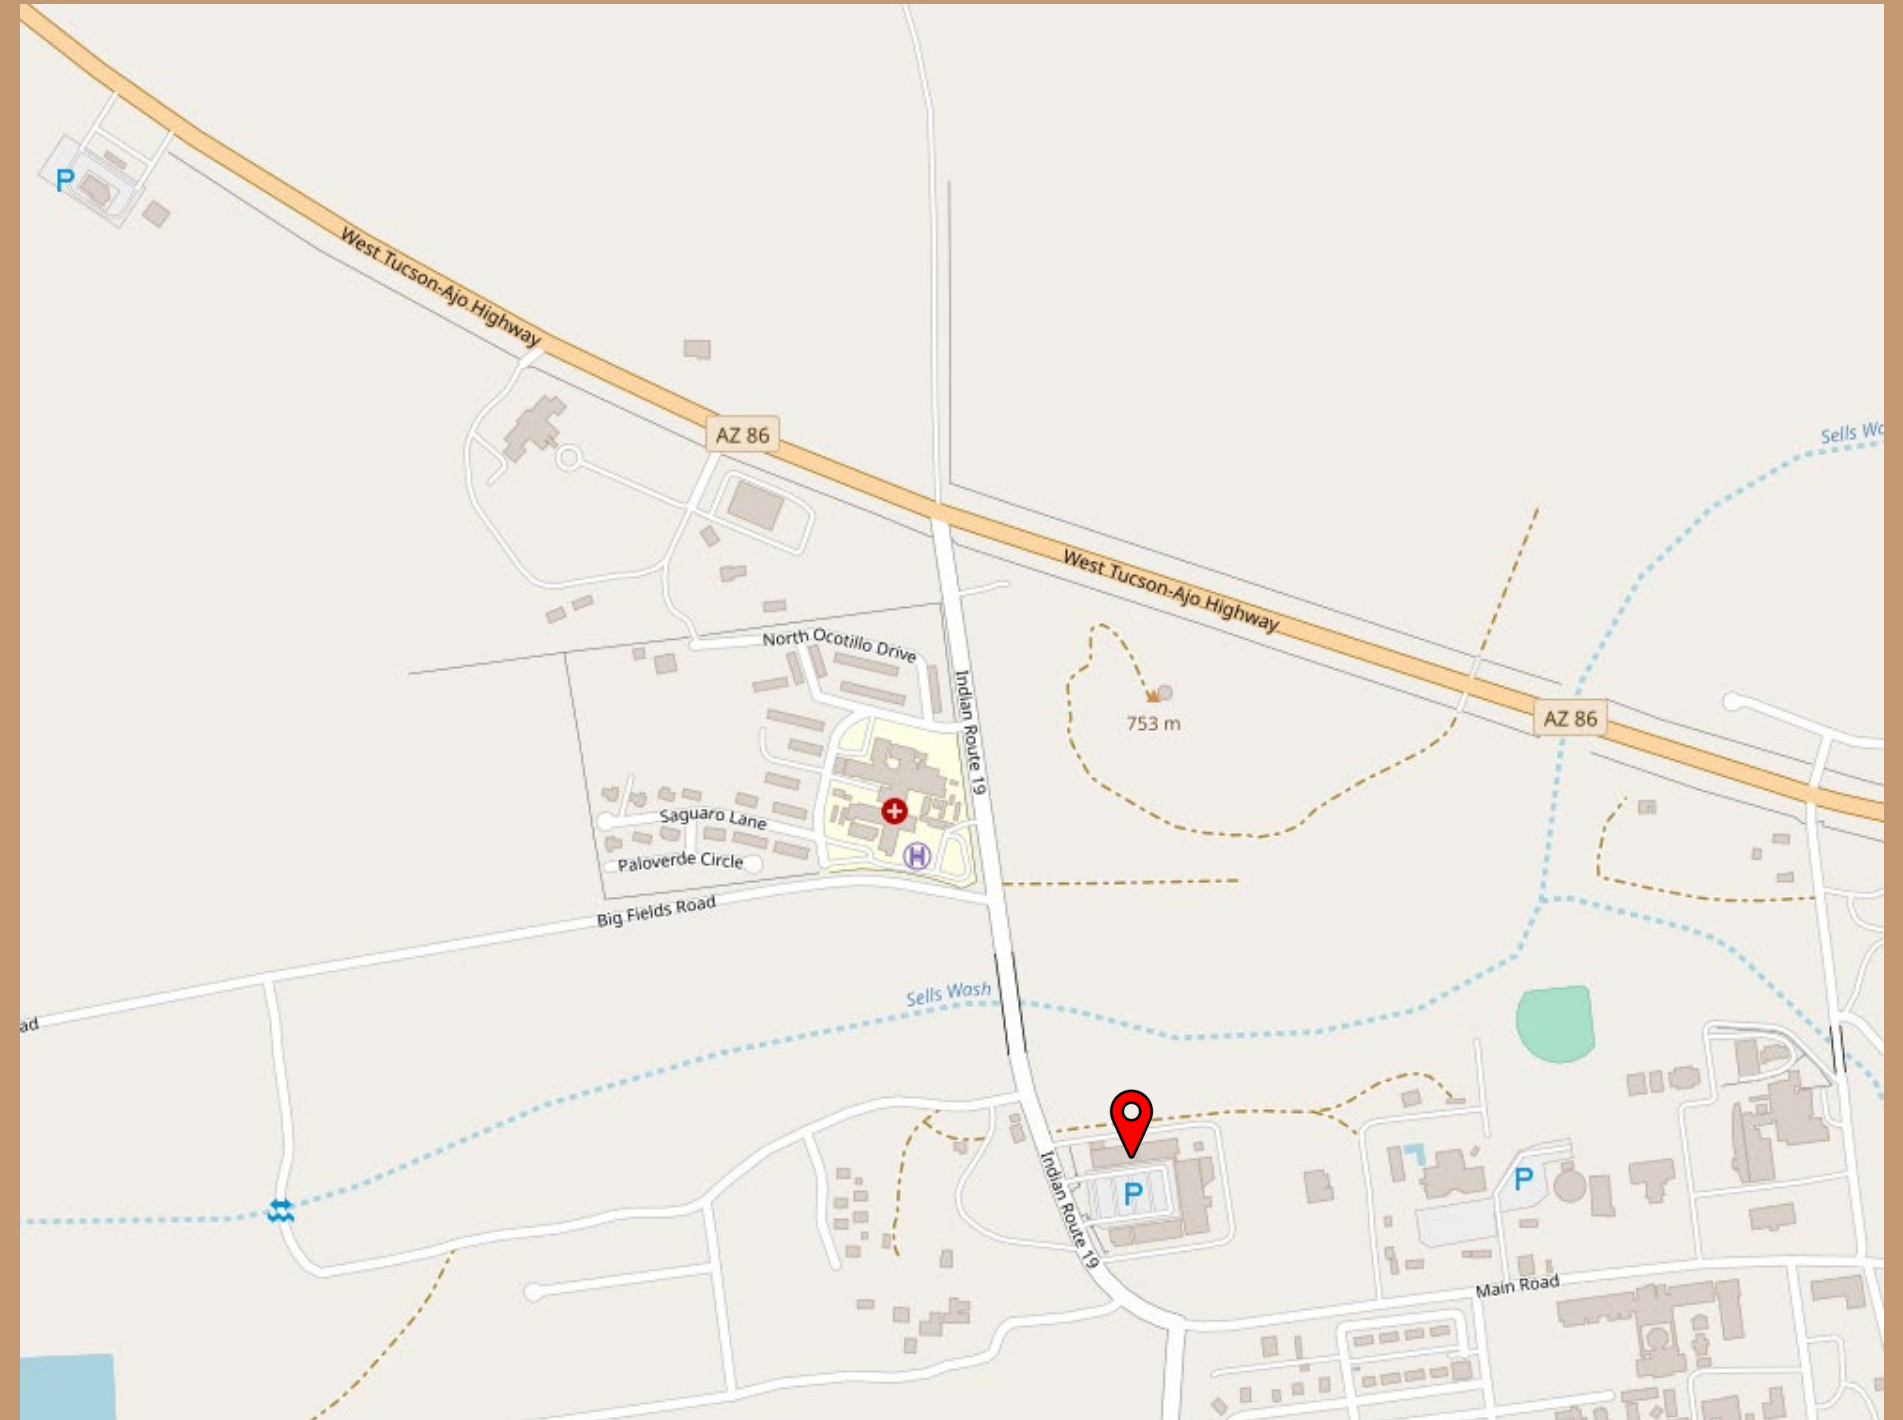 P
West Tucson-Ajo Highway
Sells Wa
AZ 86
West Tucson-Ajo Highway
North Ocotillo Drive
Indian Route 19
753 m
AZ 86
Saguaro Lane
Paloverde Circle
H
Big Fields Road
Sells Wash
ad
P
P
Indian Route 19
Main Road